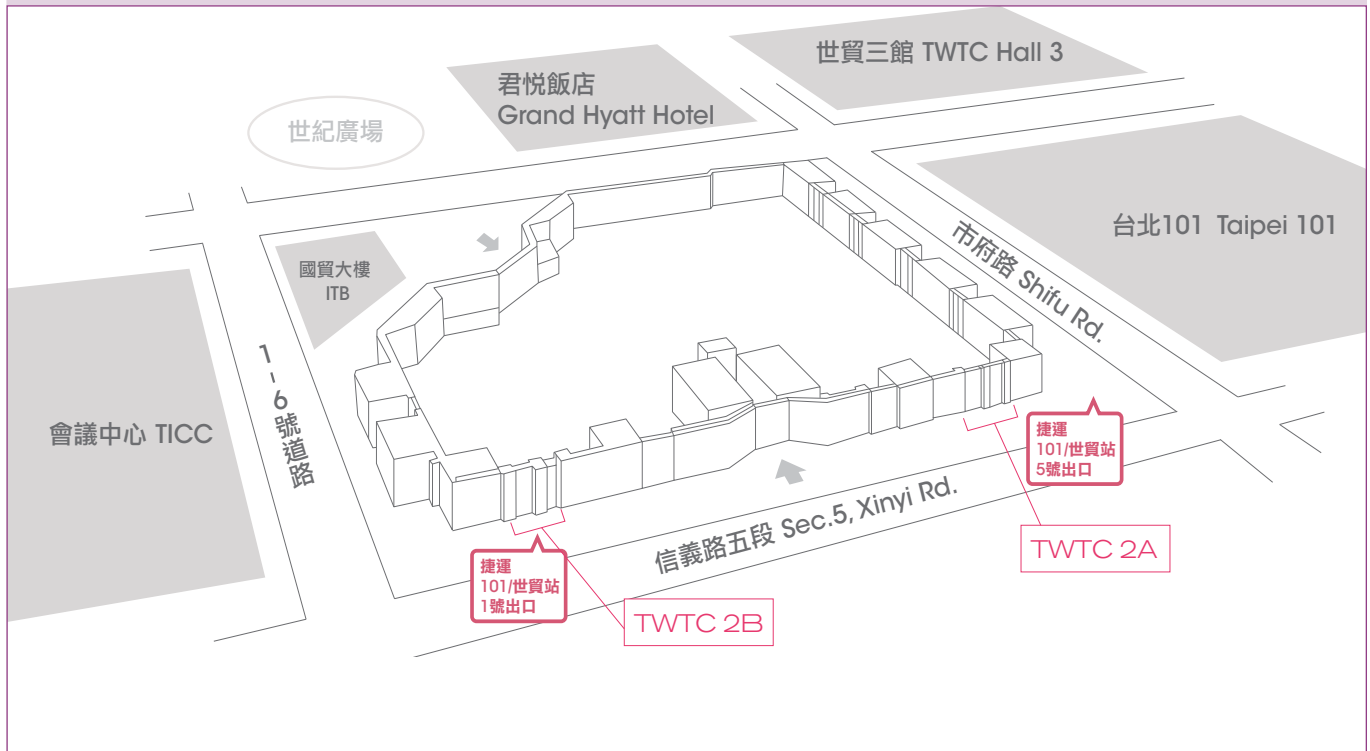 世貿三館 TWTC Hall 3
君悅飯店
Grand Hyatt Hotel
世紀廣場
台北101 Taipei 101
市府路 Shifu Rd.
國貿大樓
ITB
1-6號道路
會議中心 TICC
捷運
101/世貿站
5號出口
信義路五段 Sec.5, Xinyi Rd.
TWTC 2A
捷運
101/世貿站
1號出口
TWTC 2B